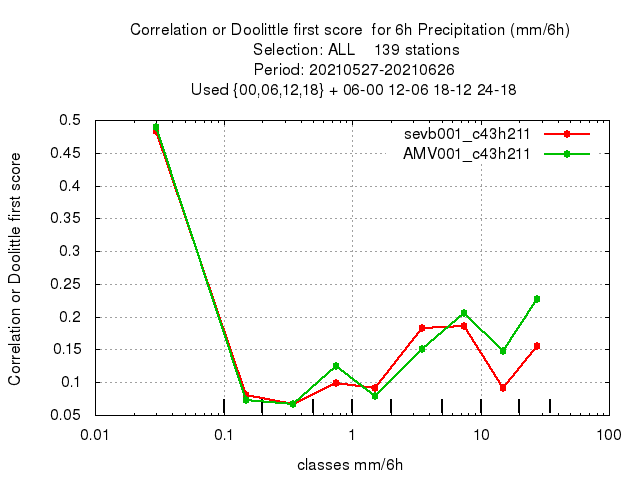 Correlation or Doolittle first score  for 6h Precipitation (mm/6h)
Selection: ALL    139 stations
Period: 20210527-20210626
Used {00,06,12,18} + 06-00 12-06 18-12 24-18
sevb001_c43h211
AMV001_c43h211
Correlation or Doolittle first score
0.5
0.45
0.4
0.35
0.3
0.25
0.2
0.15
0.1
0.05
0.01 0.1 1 10 100
classes mm/6h